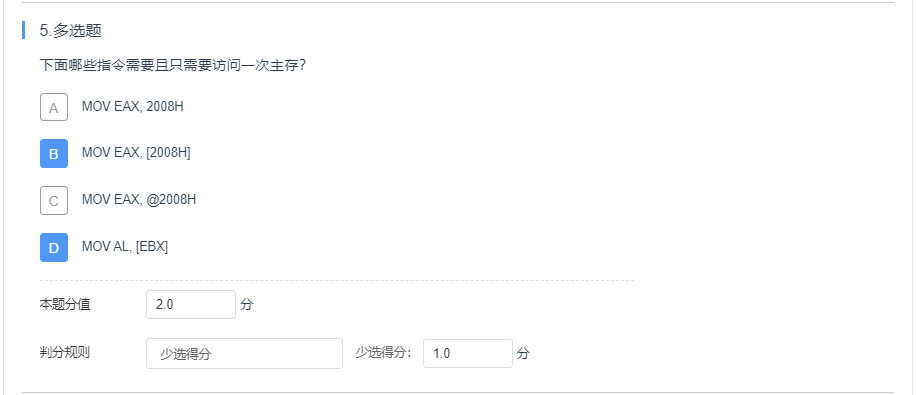 5.多选题
下面哪些指令需要且只需要访问一次主存？
A MOV EAX, 2008H
B MOV EAX, [2008H]
C MOV EAX, @2008H
D MOV AL, [EBX]
本题分值 2.0 分
判分规则 少选得分 少选得分： 1.0 分